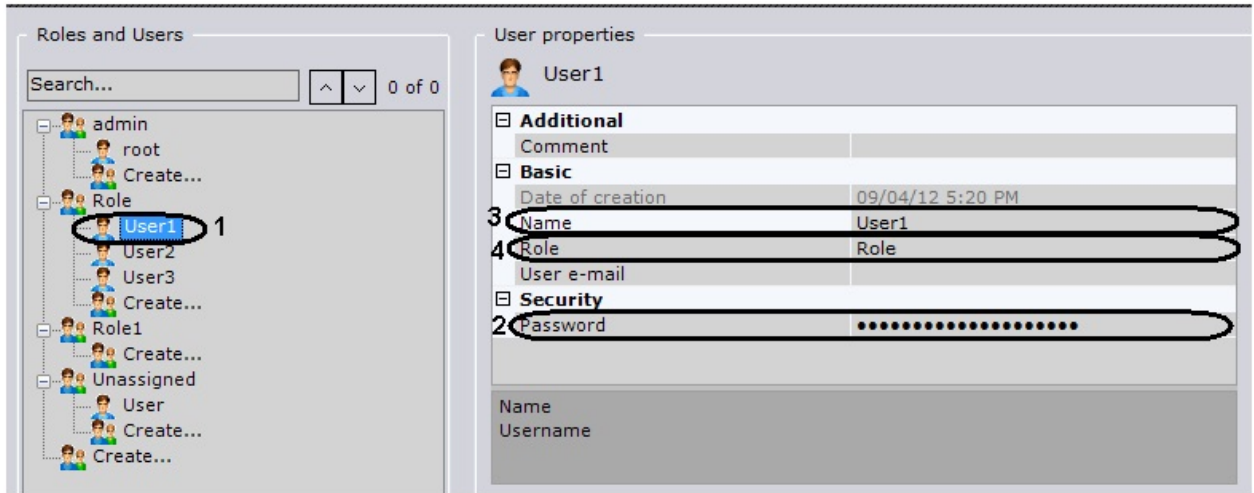 Roles and Users
Search...
0 of 0
admin
root
Create...
Role
User1 1
User2
User3
Create...
Role1
Create...
Unassigned
User
Create...
Create...
User properties
User1
Additional
Comment
Basic
Date of creation 09/04/12 5:20 PM
3 Name User1
4 Role Role
User e-mail
Security
2 Password ••••••••••••••••••••
Name
Username